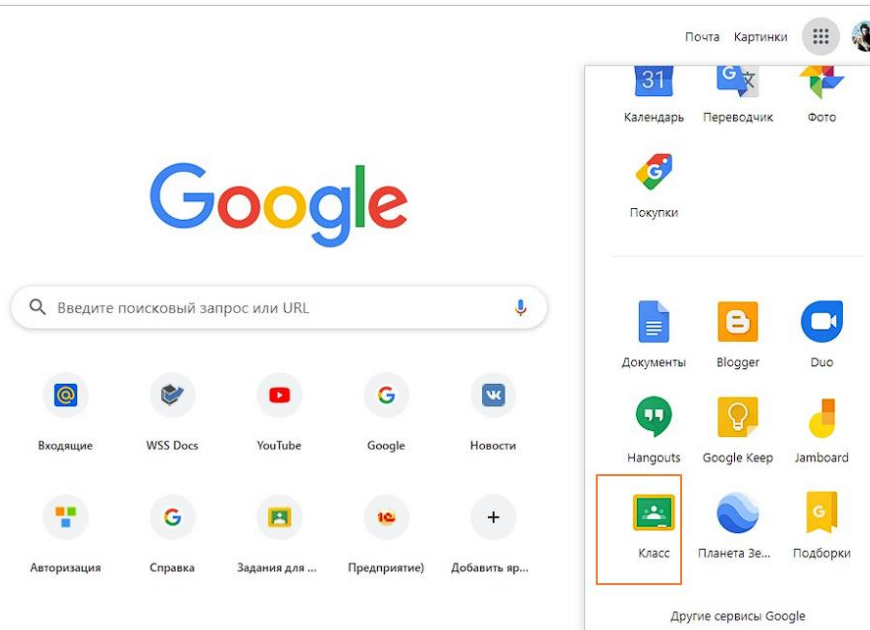 Почта Картинки
31
G 文
Календарь Переводчик Фото
Google
G
Покупки
Введите поисковый запрос или URL
Документы Blogger Duo
Входящие WSS Docs YouTube Google Новости
Hangouts Google Keep Jamboard
G
Класс Планета Зе... Подборки
Авторизация Справка Задания для ... Предприятие) Добавить яр...
Другие сервисы Google